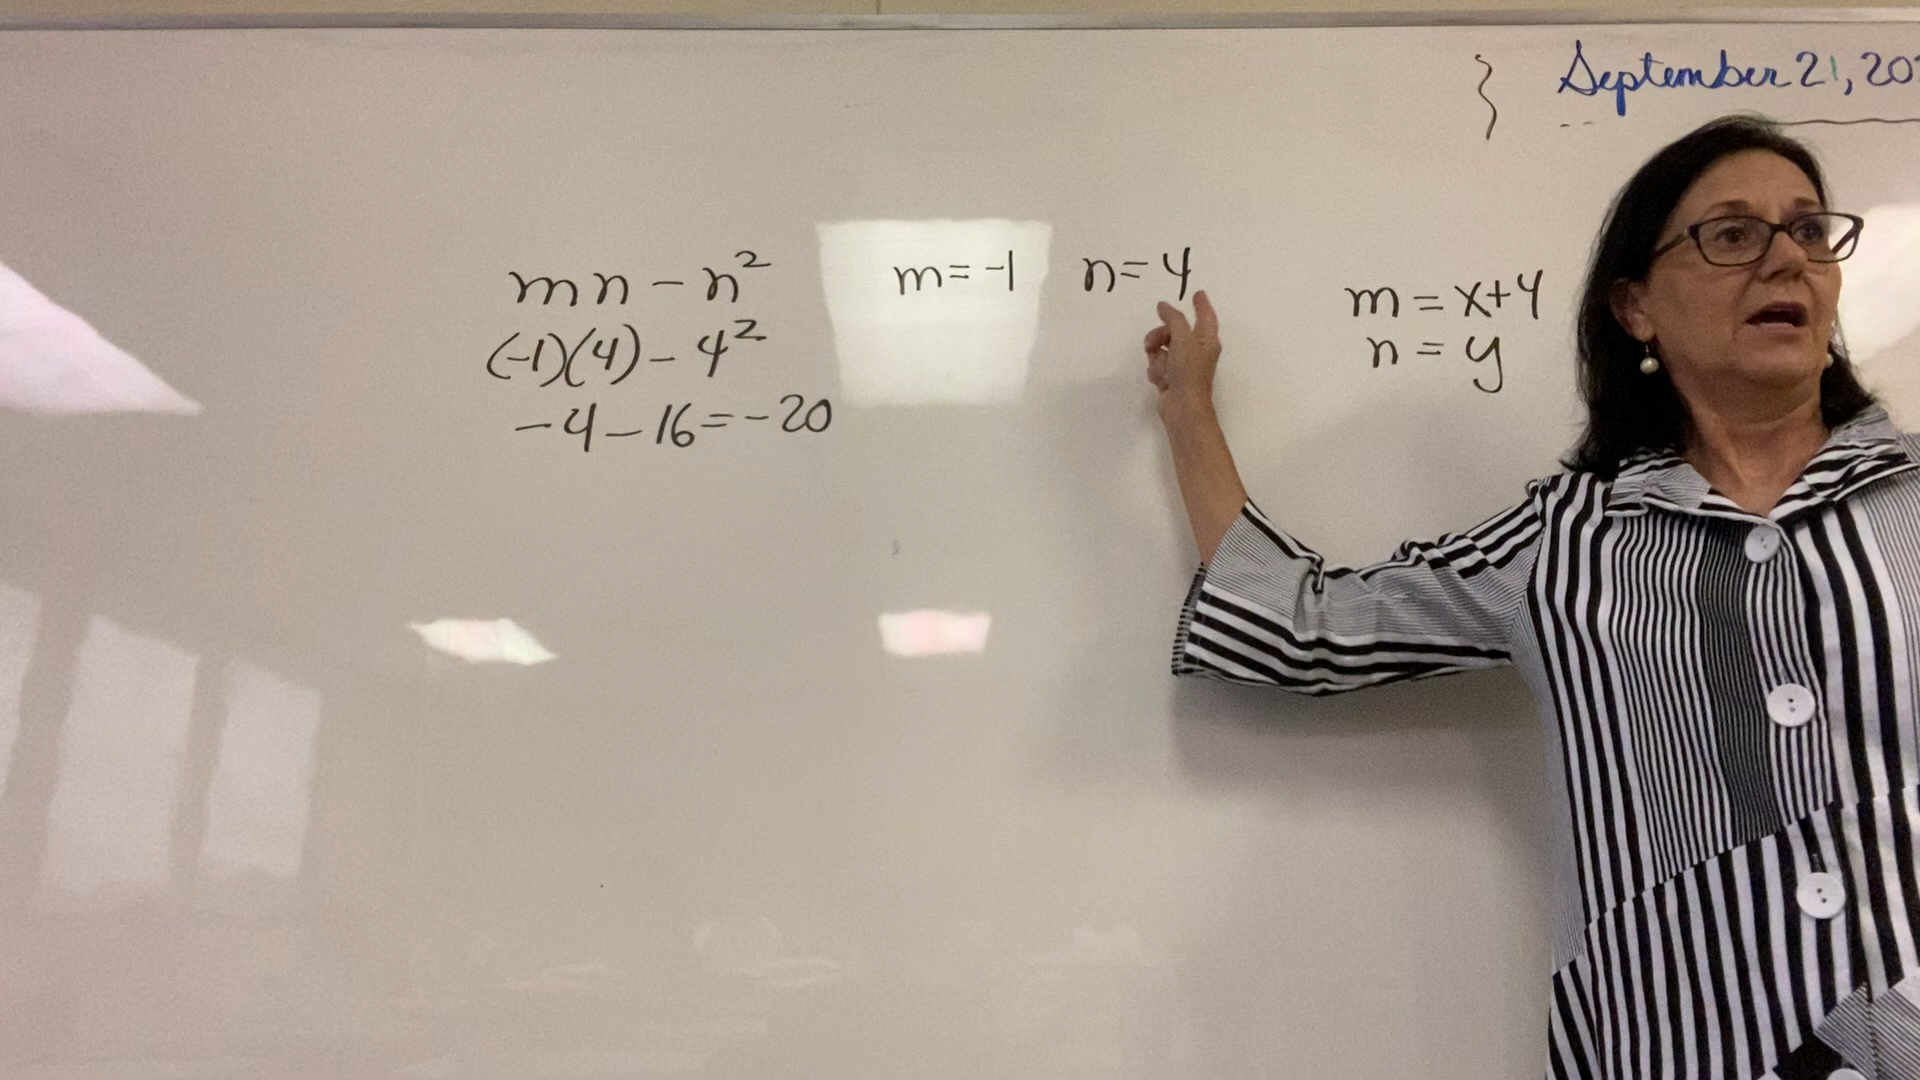 September 21, 20
mn - n² m = -1 n = 4
(-1)(4) - 4²
-4 - 16 = -20
m = x + 4
n = y